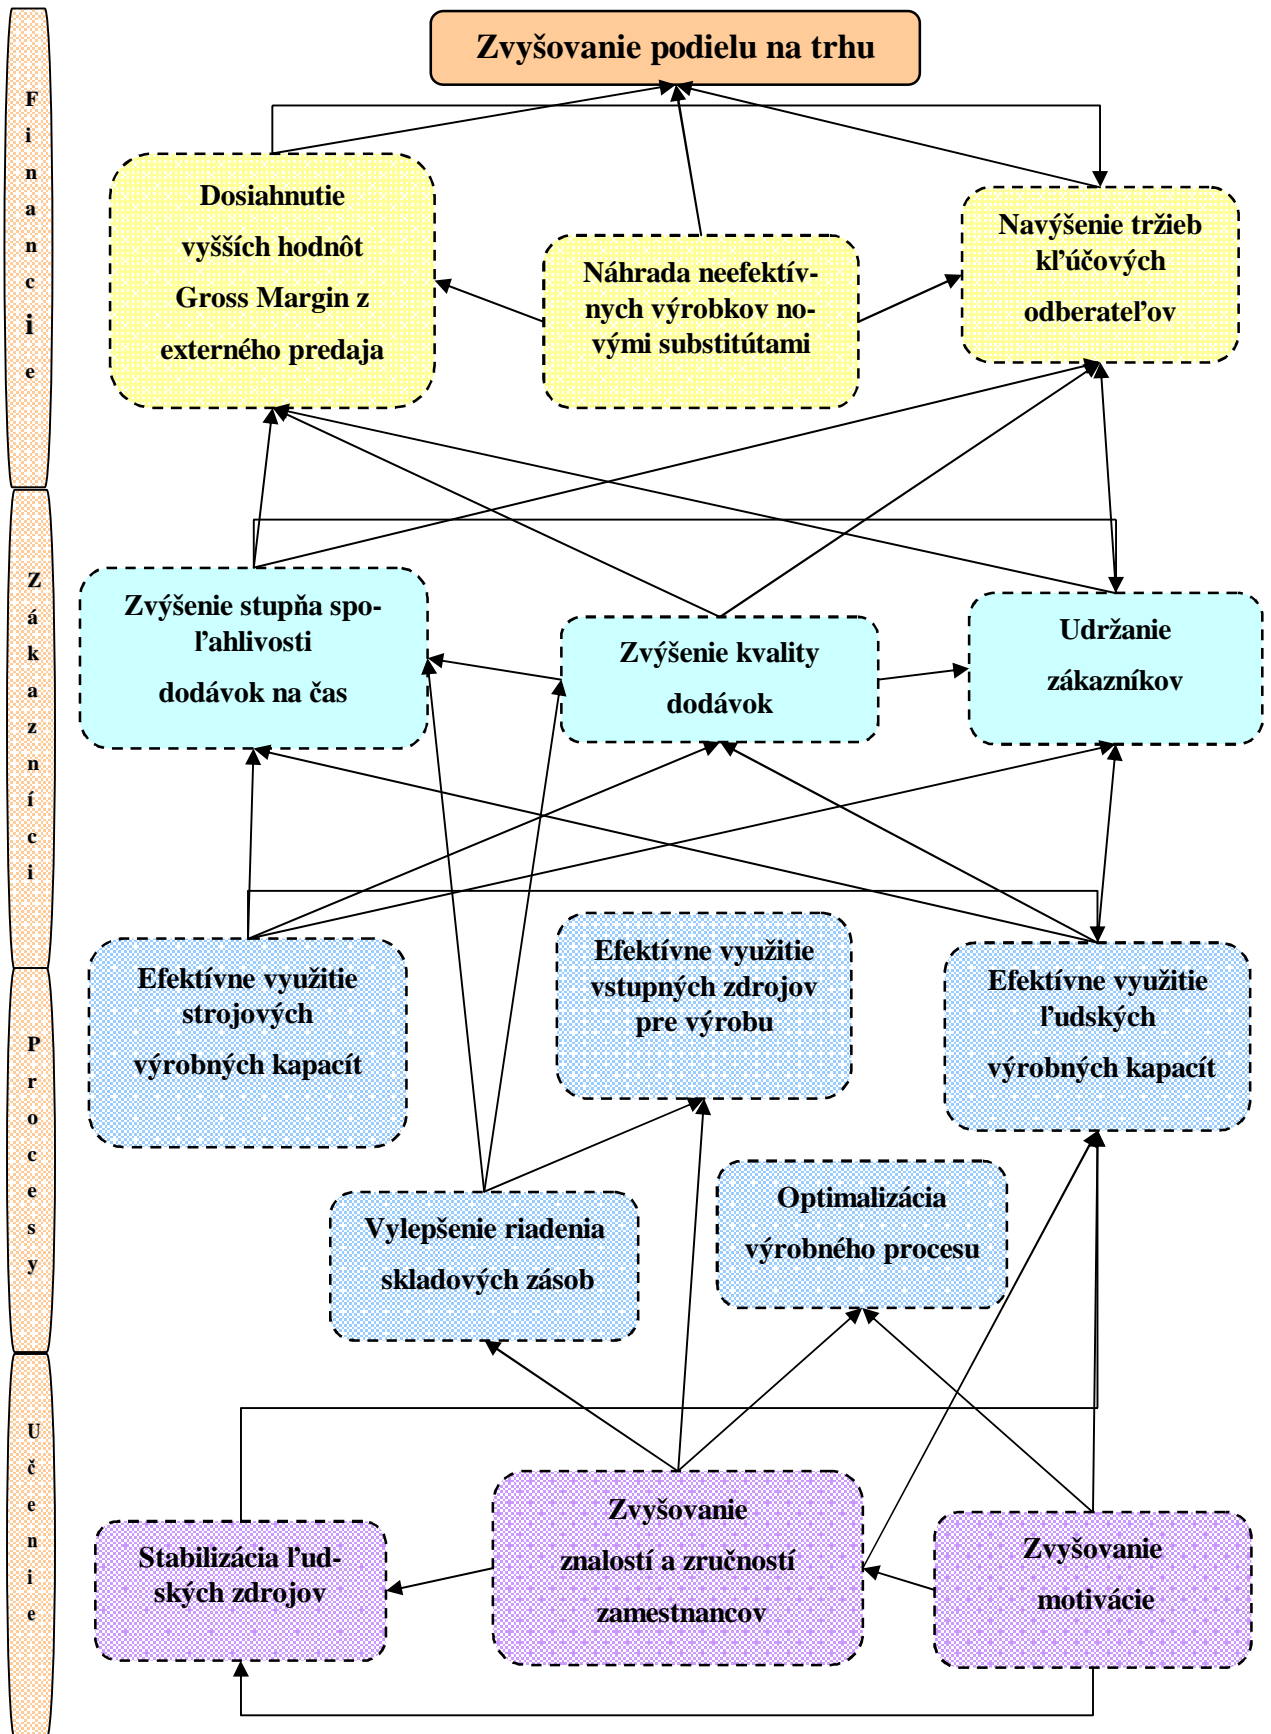 Zvyšovanie podielu na trhu
Financie
Dosiahnutie
vyšších hodnôt
Gross Margin z
externého predaja
Náhrada neefektív-
nych výrobkov no-
vými substitútami
Navýšenie tržieb
kľúčových
odberateľov
Zákazníci
Zvýšenie stupňa spo-
ľahlivosti
dodávok na čas
Zvýšenie kvality
dodávok
Udržanie
zákazníkov
Procesy
Efektívne využitie
strojových
výrobných kapacít
Efektívne využitie
vstupných zdrojov
pre výrobu
Efektívne využitie
ľudských
výrobných kapacít
Vylepšenie riadenia
skladových zásob
Optimalizácia
výrobného procesu
Učenie
Stabilizácia ľud-
ských zdrojov
Zvyšovanie
znalostí a zručností
zamestnancov
Zvyšovanie
motivácie